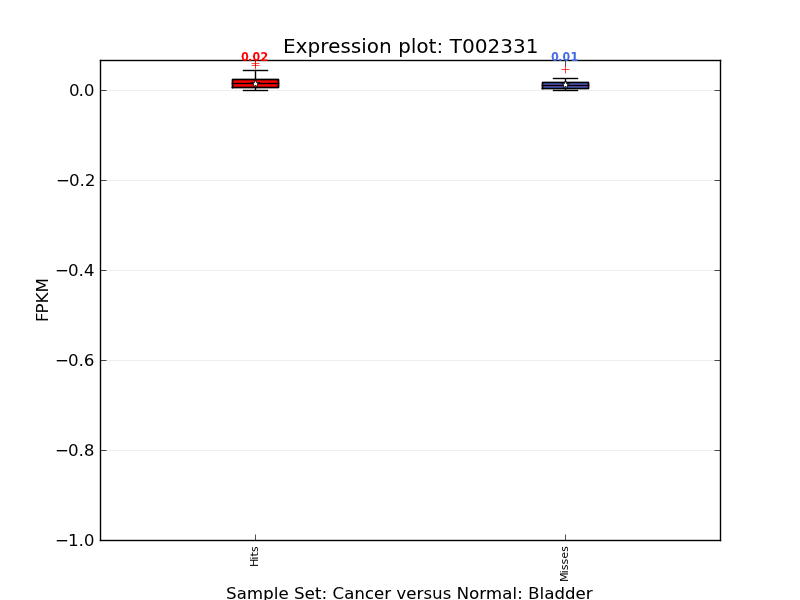 Expression plot: T002331
0.02
0.01
0.0
−0.2
−0.4
−0.6
−0.8
−1.0
FPKM
Hits
Misses
Sample Set: Cancer versus Normal: Bladder